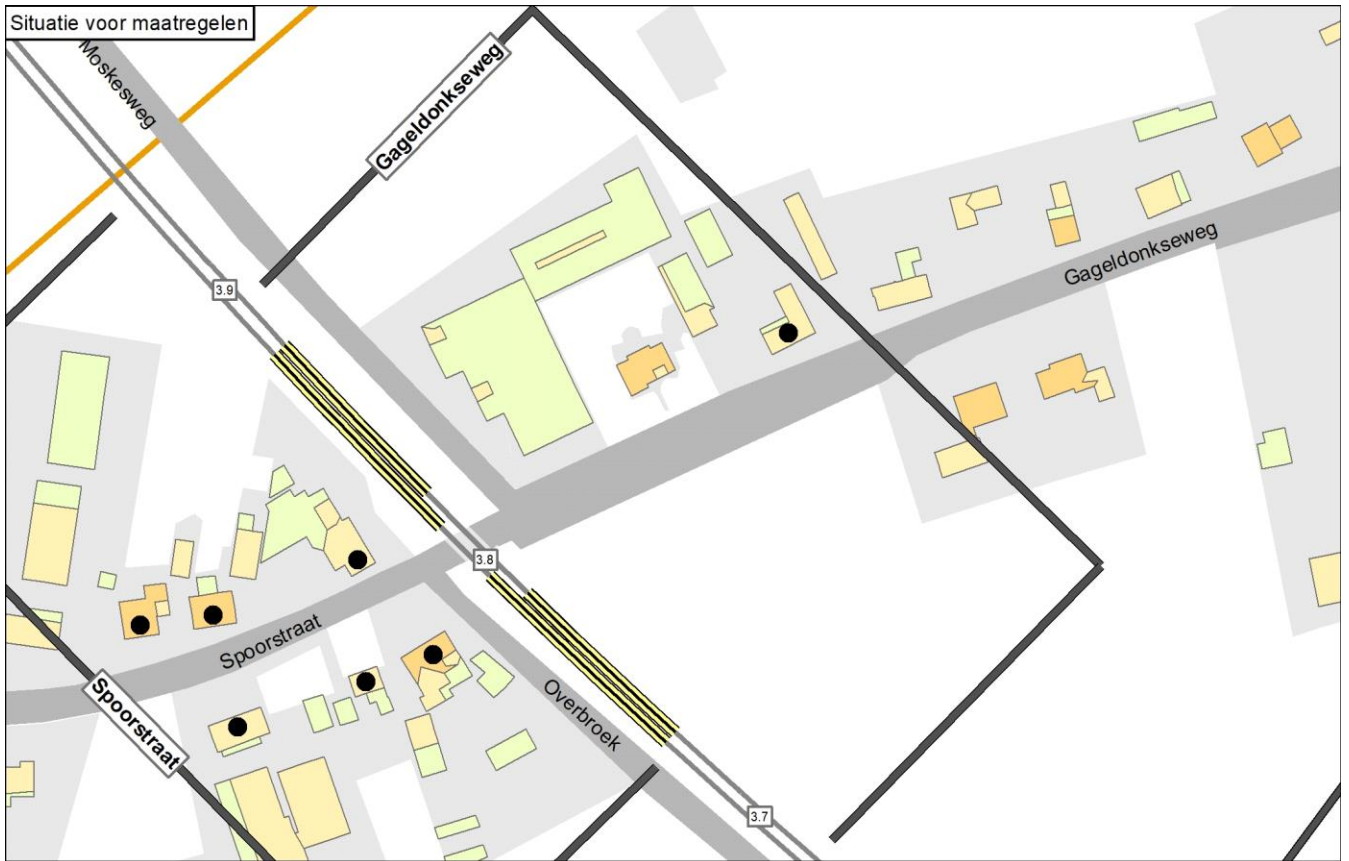 Situatie voor maatregelen
Moskesweg
Gageldonkseweg
Gageldonkseweg
3.9
3.8
Spoorstraat
Spoorstraat
Overbroek
3.7